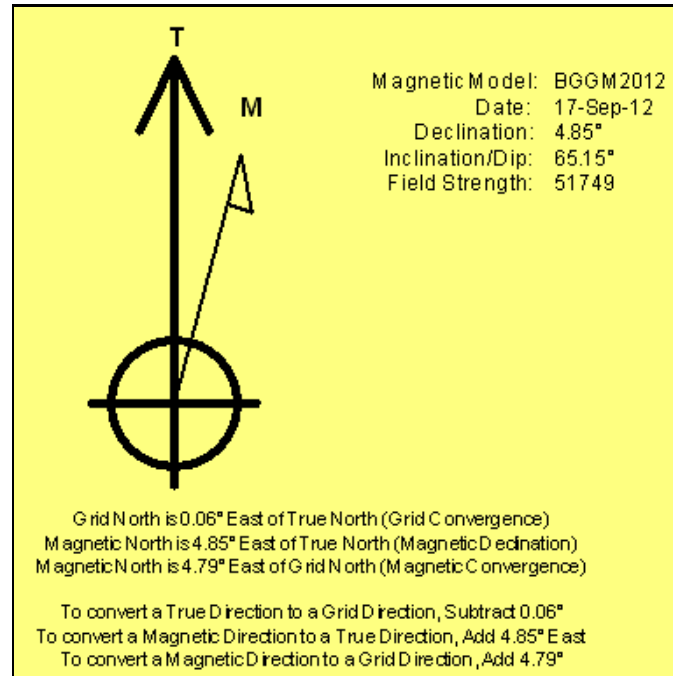 T
M
Magnetic Model: BGGM2012
Date: 17-Sep-12
Declination: 4.85°
Inclination/Dip: 65.15°
Field Strength: 51749
Grid North is 0.06° East of True North (Grid Convergence)
Magnetic North is 4.85° East of True North (Magnetic Declination)
Magnetic North is 4.79° East of Grid North (Magnetic Convergence)
To convert a True Direction to a Grid Direction, Subtract 0.06°
To convert a Magnetic Direction to a True Direction, Add 4.85° East
To convert a Magnetic Direction to a Grid Direction, Add 4.79°